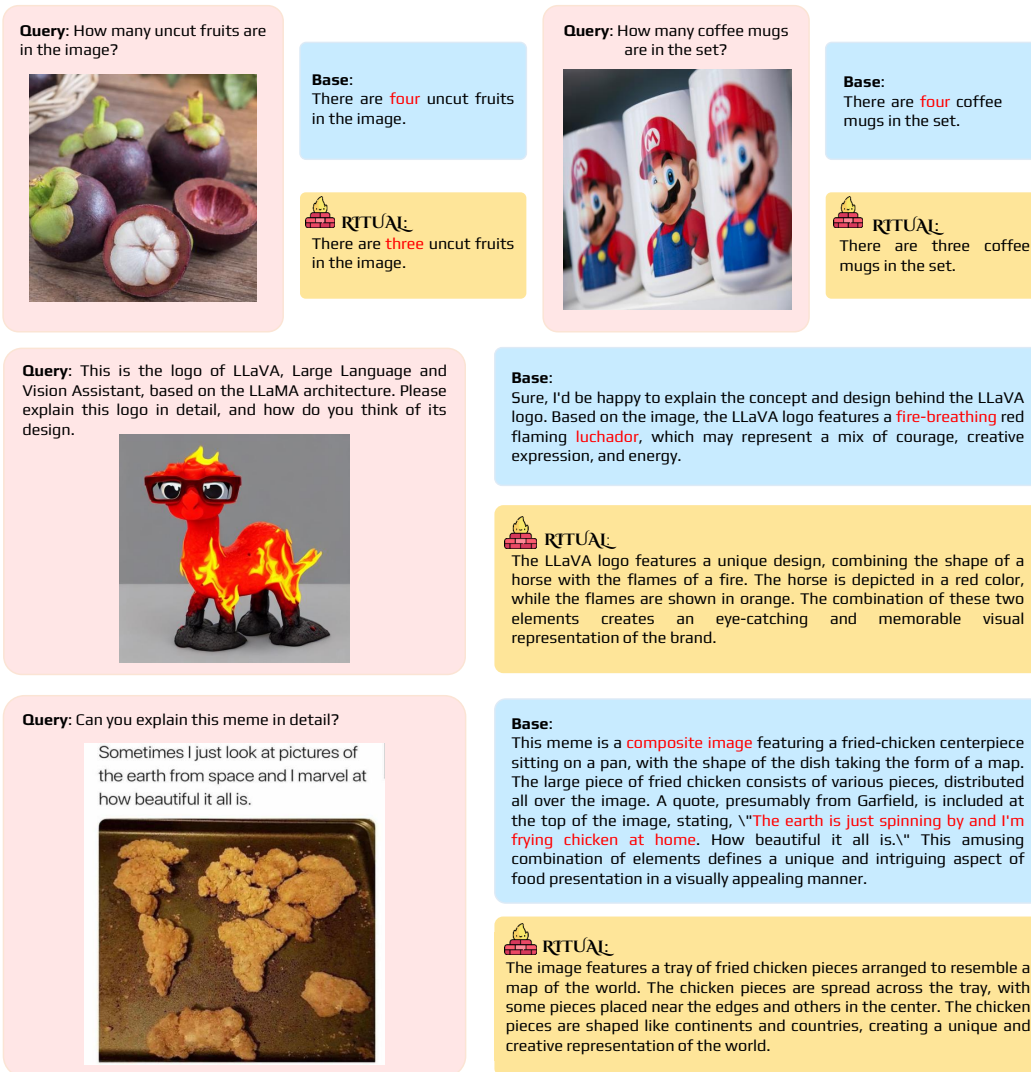 Query: How many uncut fruits are
in the image?
Base:
There are four uncut fruits
in the image.
RITUAL:
There are three uncut fruits
in the image.
Query: How many coffee mugs
are in the set?
M
M
M
Base:
There are four coffee
mugs in the set.
RITUAL:
There are three coffee
mugs in the set.
Query: This is the logo of LLaVA, Large Language and
Vision Assistant, based on the LLaMA architecture. Please
explain this logo in detail, and how do you think of its
design.
Base:
Sure, I'd be happy to explain the concept and design behind the LLaVA
logo. Based on the image, the LLaVA logo features a fire-breathing red
flaming luchador, which may represent a mix of courage, creative
expression, and energy.
RITUAL:
The LLaVA logo features a unique design, combining the shape of a
horse with the flames of a fire. The horse is depicted in a red color,
while the flames are shown in orange. The combination of these two
elements creates an eye-catching and memorable visual
representation of the brand.
Query: Can you explain this meme in detail?
Sometimes I just look at pictures of
the earth from space and I marvel at
how beautiful it all is.
Base:
This meme is a composite image featuring a fried-chicken centerpiece
sitting on a pan, with the shape of the dish taking the form of a map.
The large piece of fried chicken consists of various pieces, distributed
all over the image. A quote, presumably from Garfield, is included at
the top of the image, stating, \"The earth is just spinning by and I'm
frying chicken at home. How beautiful it all is.\" This amusing
combination of elements defines a unique and intriguing aspect of
food presentation in a visually appealing manner.
RITUAL:
The image features a tray of fried chicken pieces arranged to resemble a
map of the world. The chicken pieces are spread across the tray, with
some pieces placed near the edges and others in the center. The chicken
pieces are shaped like continents and countries, creating a unique and
creative representation of the world.